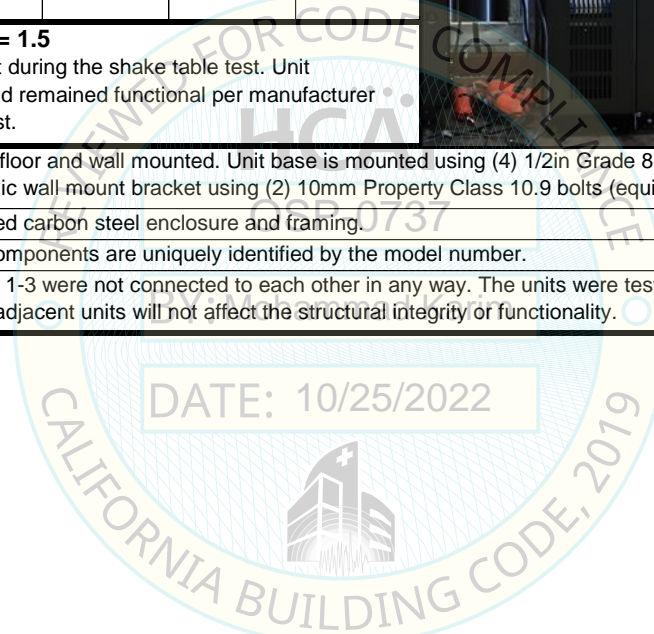 = 1.5
t during the shake table test. Unit
d remained functional per manufacturer
st.
floor and wall mounted. Unit base is mounted using (4) 1/2in Grade 8
ic wall mount bracket using (2) 10mm Property Class 10.9 bolts (equi
ed carbon steel enclosure and framing.
omponents are uniquely identified by the model number.
1-3 were not connected to each other in any way. The units were test
adjacent units will not affect the structural integrity or functionality.
REVIEWED FOR CODE COMPLIANCE
HCAI
OSP-0737
BY: Mohammad Karim
DATE: 10/25/2022
CALIFORNIA BUILDING CODE, 2019